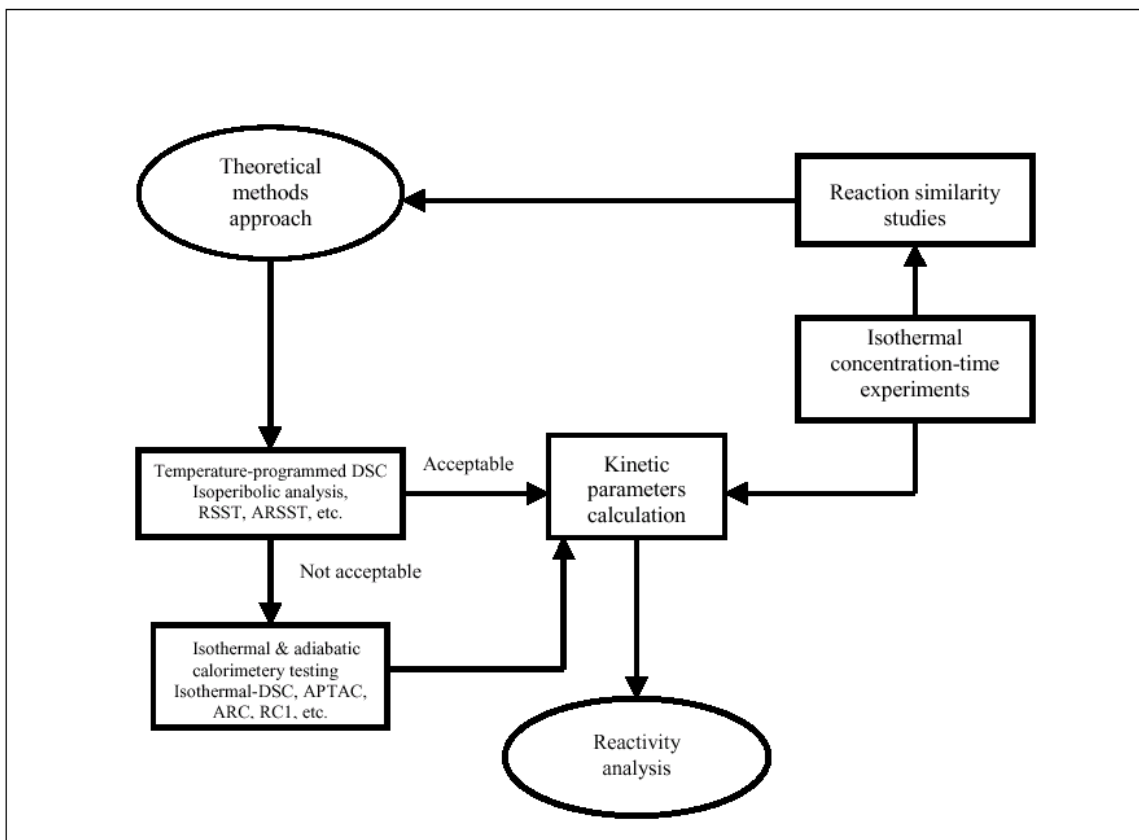 Theoretical
methods
approach
Reaction similarity
studies
Isothermal
concentration-time
experiments
Temperature-programmed DSC
Isoperibolic analysis,
RSST, ARSST, etc.
Acceptable
Kinetic
parameters
calculation
Not acceptable
Isothermal & adiabatic
calorimetery testing
Isothermal-DSC, APTAC,
ARC, RC1, etc.
Reactivity
analysis